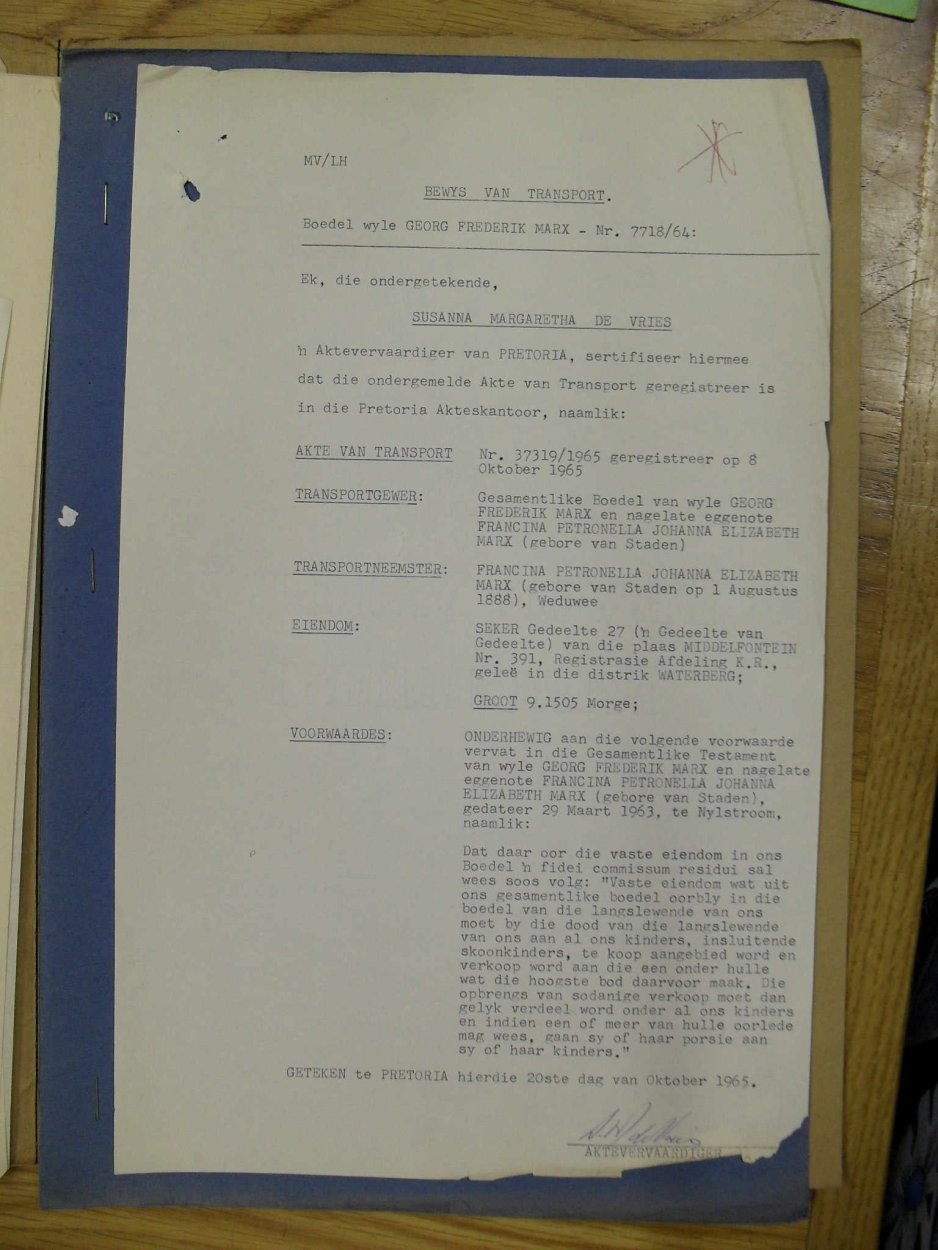 MV/LH
BEWYS VAN TRANSPORT.
Boedel wyle GEORG FREDERIK MARX - Nr. 7718/64:
Ek, die ondergetekende,
SUSANNA MARGARETHA DE VRIES
'n Aktevervaardiger van PRETORIA, sertifiseer hiermee
dat die ondergemelde Akte van Transport geregistreer is
in die Pretoria Akteskantoor, naamlik:
AKTE VAN TRANSPORT Nr. 37319/1965 geregistreer op 8
Oktober 1965
TRANSPORTGEWER: Gesamentlike Boedel van wyle GEORG
FREDERIK MARX en nagelate eggenote
FRANCINA PETRONELLA JOHANNA ELIZABETH
MARX (gebore van Staden)
TRANSPORTNEEMSTER: FRANCINA PETRONELLA JOHANNA ELIZABETH
MARX (gebore van Staden op 1 Augustus
1888), Weduwee
EIENDOM: SEKER Gedeelte 27 ('n Gedeelte van
Gedeelte) van die plaas MIDDELFONTEIN
Nr. 391, Registrasie Afdeling K.R.,
geleë in die distrik WATERBERG;
GROOT 9.1505 Morge;
VOORWAARDES: ONDERHEWIG aan die volgende voorwaarde
vervat in die Gesamentlike Testament
van wyle GEORG FREDERIK MARX en nagelate
eggenote FRANCINA PETRONELLA JOHANNA
ELIZABETH MARX (gebore van Staden),
gedateer 29 Maart 1963, te Nylstroom,
naamlik:
Dat daar oor die vaste eiendom in ons
Boedel 'n fidei commissum residui sal
wees soos volg: "Vaste eiendom wat uit
ons gesamentlike boedel oorbly in die
boedel van die langslewende van ons
moet by die dood van die langslewende
van ons aan al ons kinders, insluitende
skoonkinders, te koop aangebied word en
verkoop word aan die een onder hulle
wat die hoogste bod daarvoor maak. Die
opbrengs van sodanige verkoop moet dan
gelyk verdeel word onder al ons kinders
en indien een of meer van hulle oorlede
mag wees, gaan sy of haar porsie aan
sy of haar kinders."
GETEKEN te PRETORIA hierdie 20ste dag van Oktober 1965.
AKTEVERVAARDIGER